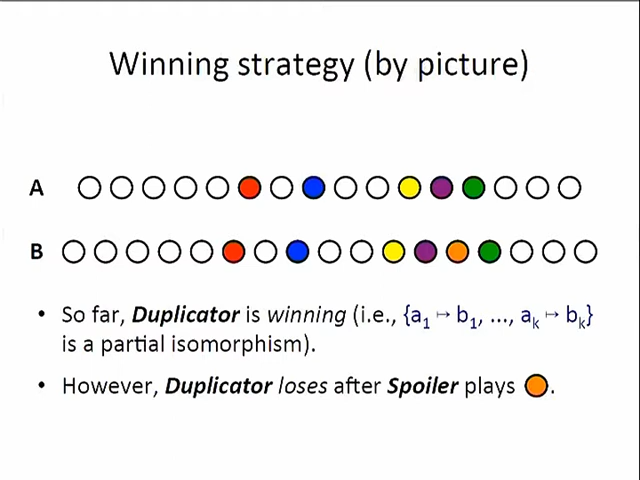 Winning strategy (by picture)
A
B
• So far, Duplicator is winning (i.e., {a₁ ↦ b₁, ..., aₖ ↦ bₖ}
is a partial isomorphism).
• However, Duplicator loses after Spoiler plays .